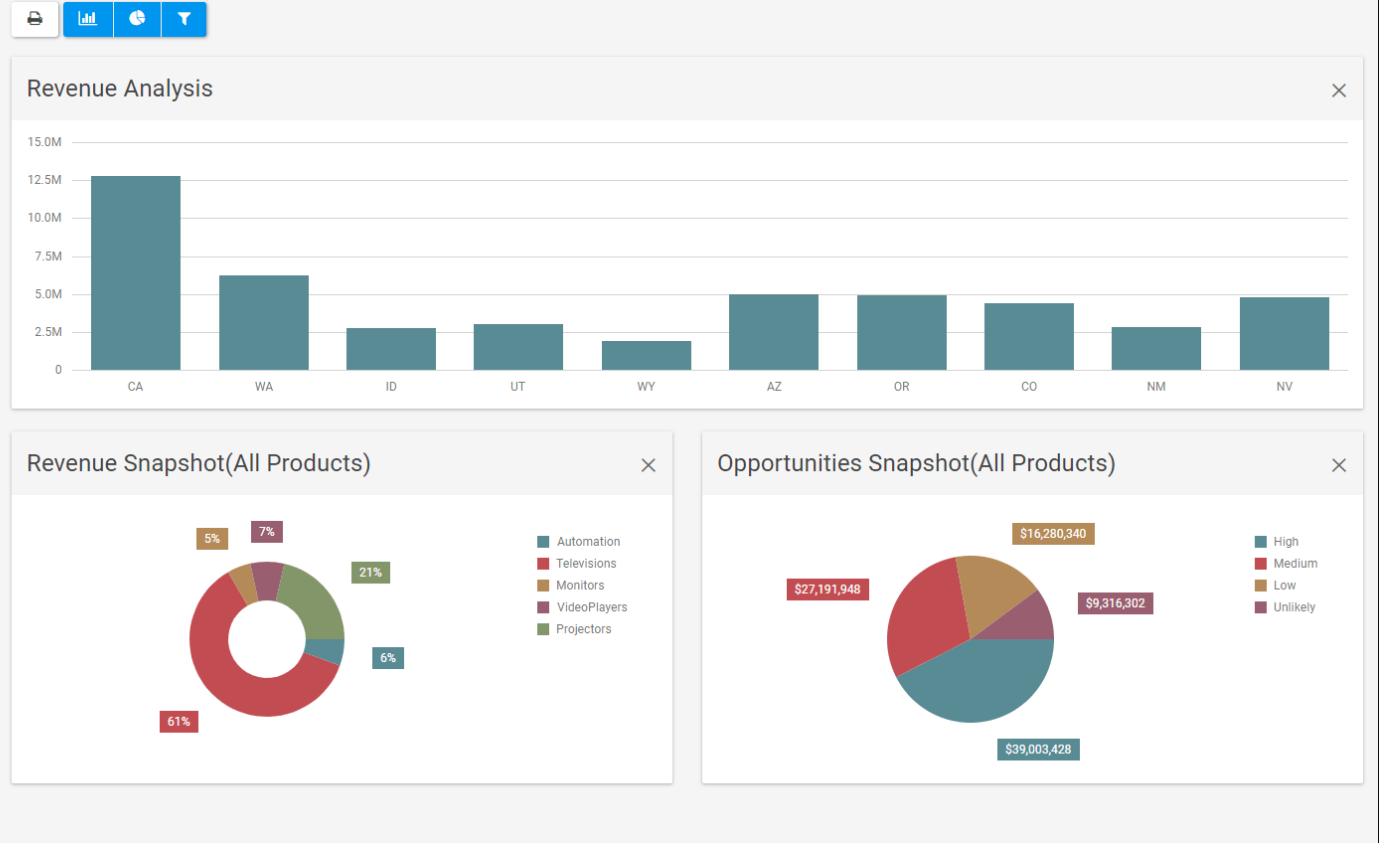 Revenue Analysis
15.0M
12.5M
10.0M
7.5M
5.0M
2.5M
0
CA WA ID UT WY AZ OR CO NM NV
Revenue Snapshot(All Products)
5%
7%
21%
6%
61%
Automation
Televisions
Monitors
VideoPlayers
Projectors
Opportunities Snapshot(All Products)
$16,280,340
$27,191,948
$9,316,302
$39,003,428
High
Medium
Low
Unlikely